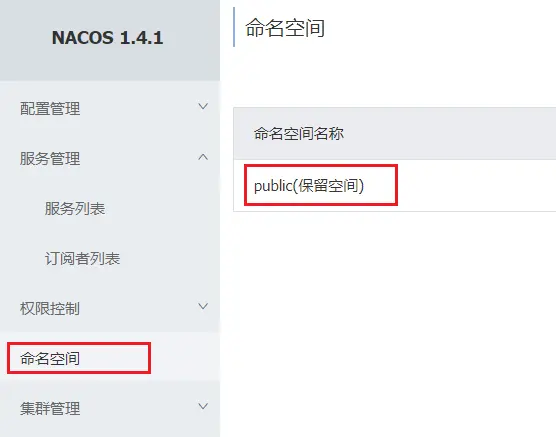 NACOS 1.4.1
配置管理
服务管理
服务列表
订阅者列表
权限控制
命名空间
集群管理
命名空间
命名空间名称
public(保留空间)